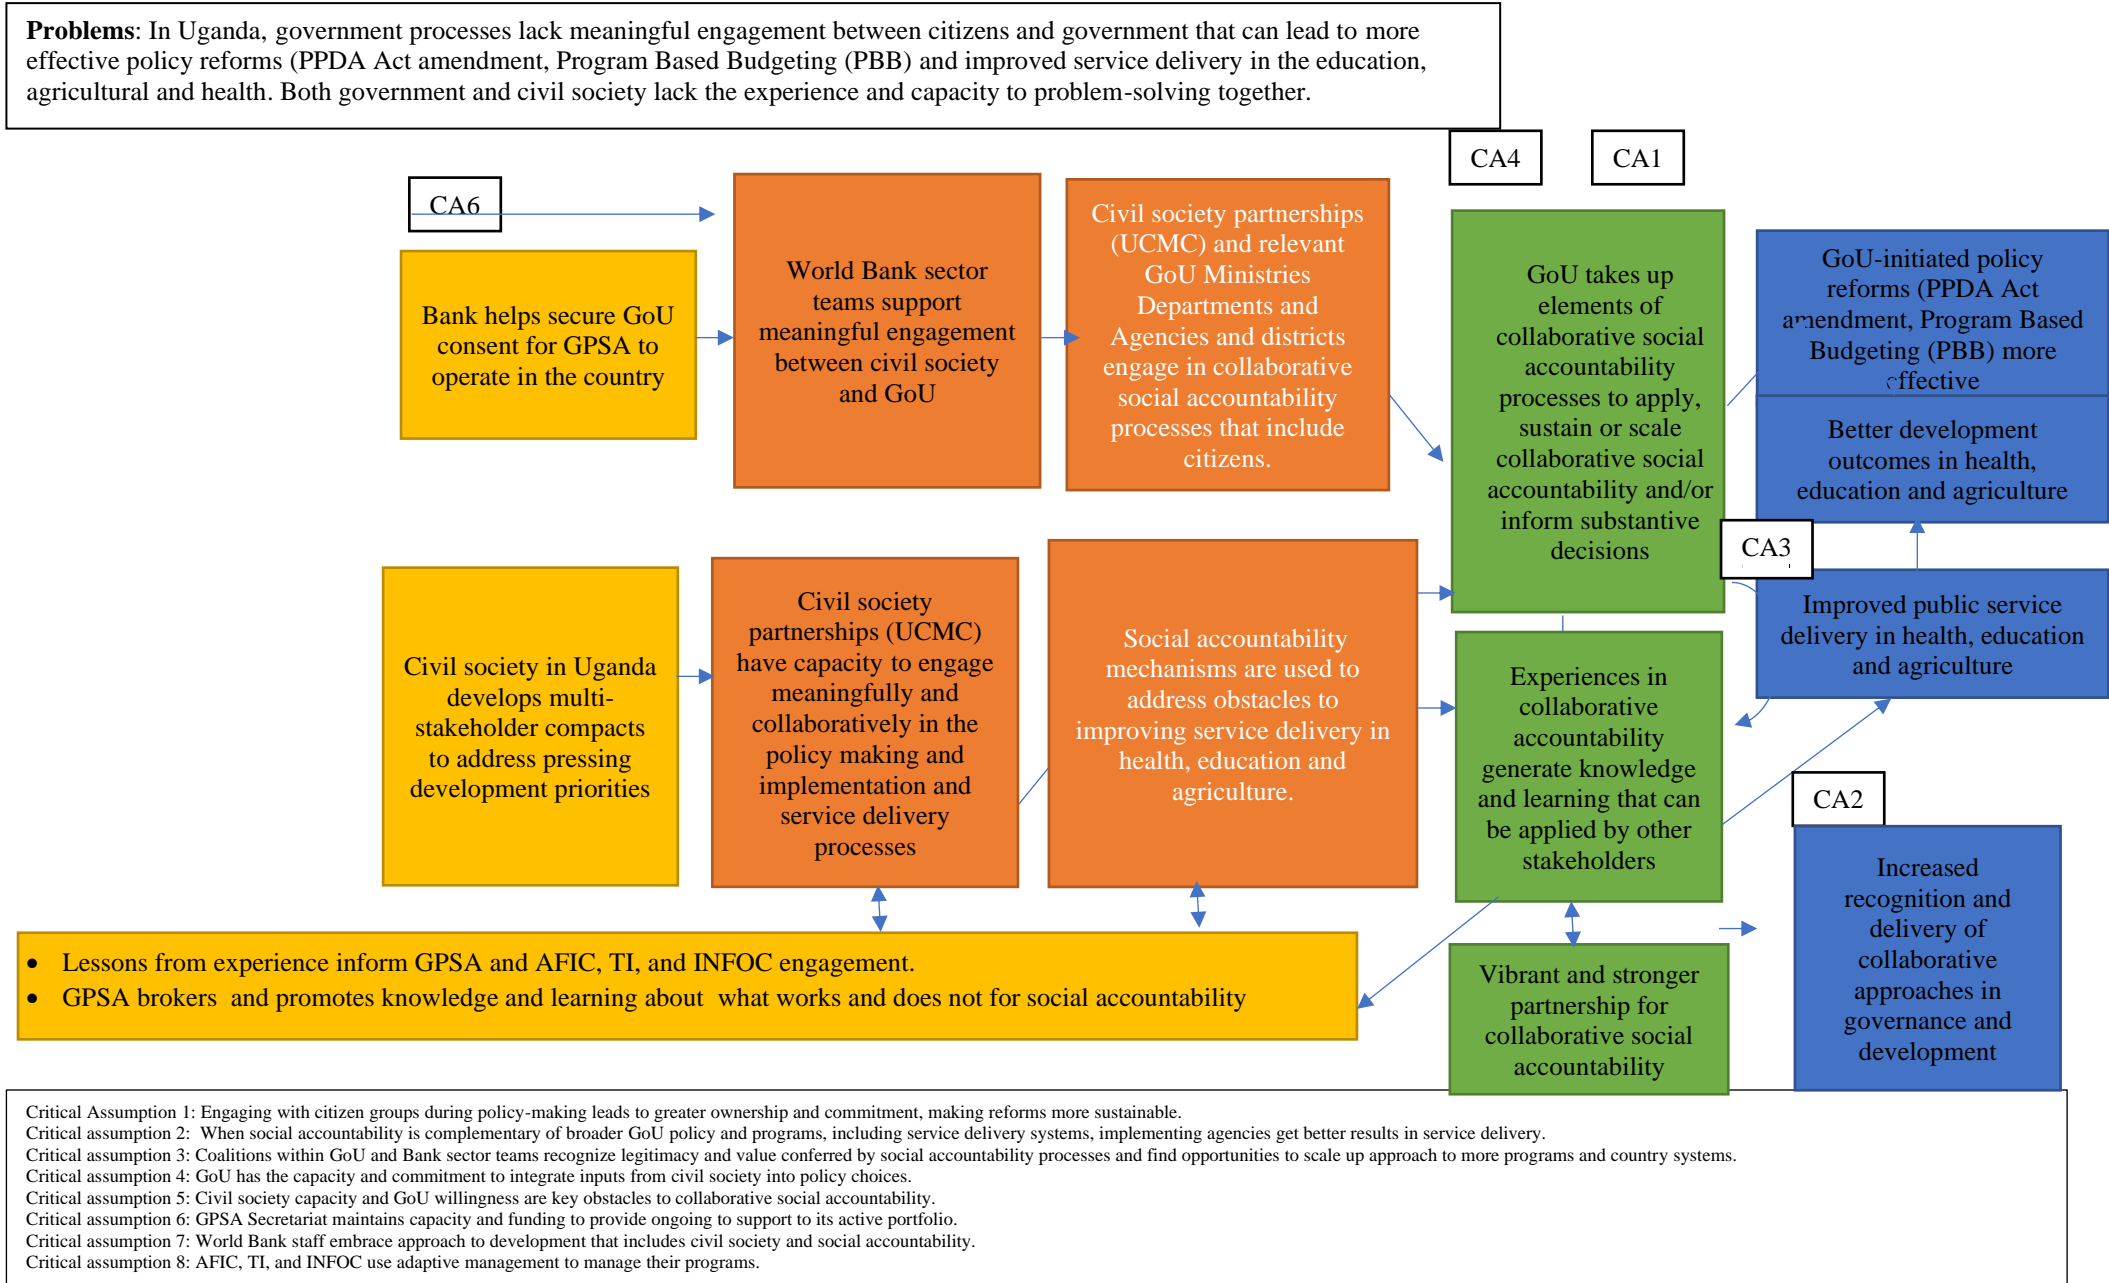 Problems: In Uganda, government processes lack meaningful engagement between citizens and government that can lead to more
effective policy reforms (PPDA Act amendment, Program Based Budgeting (PBB) and improved service delivery in the education,
agricultural and health. Both government and civil society lack the experience and capacity to problem-solving together.
CA4
CA1
CA6
Bank helps secure GoU
consent for GPSA to
operate in the country
World Bank sector
teams support
meaningful engagement
between civil society
and GoU
Civil society partnerships
(UCMC) and relevant
GoU Ministries
Departments and
Agencies and districts
engage in collaborative
social accountability
processes that include
citizens.
GoU takes up
elements of
collaborative social
accountability
processes to apply,
sustain or scale
collaborative social
accountability and/or
inform substantive
decisions
GoU-initiated policy
reforms (PPDA Act
amendment, Program Based
Budgeting (PBB) more
effective
Better development
outcomes in health,
education and agriculture
CA3
Improved public service
delivery in health, education
and agriculture
Civil society in Uganda
develops multi-
stakeholder compacts
to address pressing
development priorities
Civil society
partnerships (UCMC)
have capacity to engage
meaningfully and
collaboratively in the
policy making and
implementation and
service delivery
processes
Social accountability
mechanisms are used to
address obstacles to
improving service delivery in
health, education and
agriculture.
Experiences in
collaborative
accountability
generate knowledge
and learning that can
be applied by other
stakeholders
CA2
Increased
recognition and
delivery of
collaborative
approaches in
governance and
development
• Lessons from experience inform GPSA and AFIC, TI, and INFOC engagement.
• GPSA brokers and promotes knowledge and learning about what works and does not for social accountability
Vibrant and stronger
partnership for
collaborative social
accountability
Critical Assumption 1: Engaging with citizen groups during policy-making leads to greater ownership and commitment, making reforms more sustainable.
Critical assumption 2: When social accountability is complementary of broader GoU policy and programs, including service delivery systems, implementing agencies get better results in service delivery.
Critical assumption 3: Coalitions within GoU and Bank sector teams recognize legitimacy and value conferred by social accountability processes and find opportunities to scale up approach to more programs and country systems.
Critical assumption 4: GoU has the capacity and commitment to integrate inputs from civil society into policy choices.
Critical assumption 5: Civil society capacity and GoU willingness are key obstacles to collaborative social accountability.
Critical assumption 6: GPSA Secretariat maintains capacity and funding to provide ongoing to support to its active portfolio.
Critical assumption 7: World Bank staff embrace approach to development that includes civil society and social accountability.
Critical assumption 8: AFIC, TI, and INFOC use adaptive management to manage their programs.